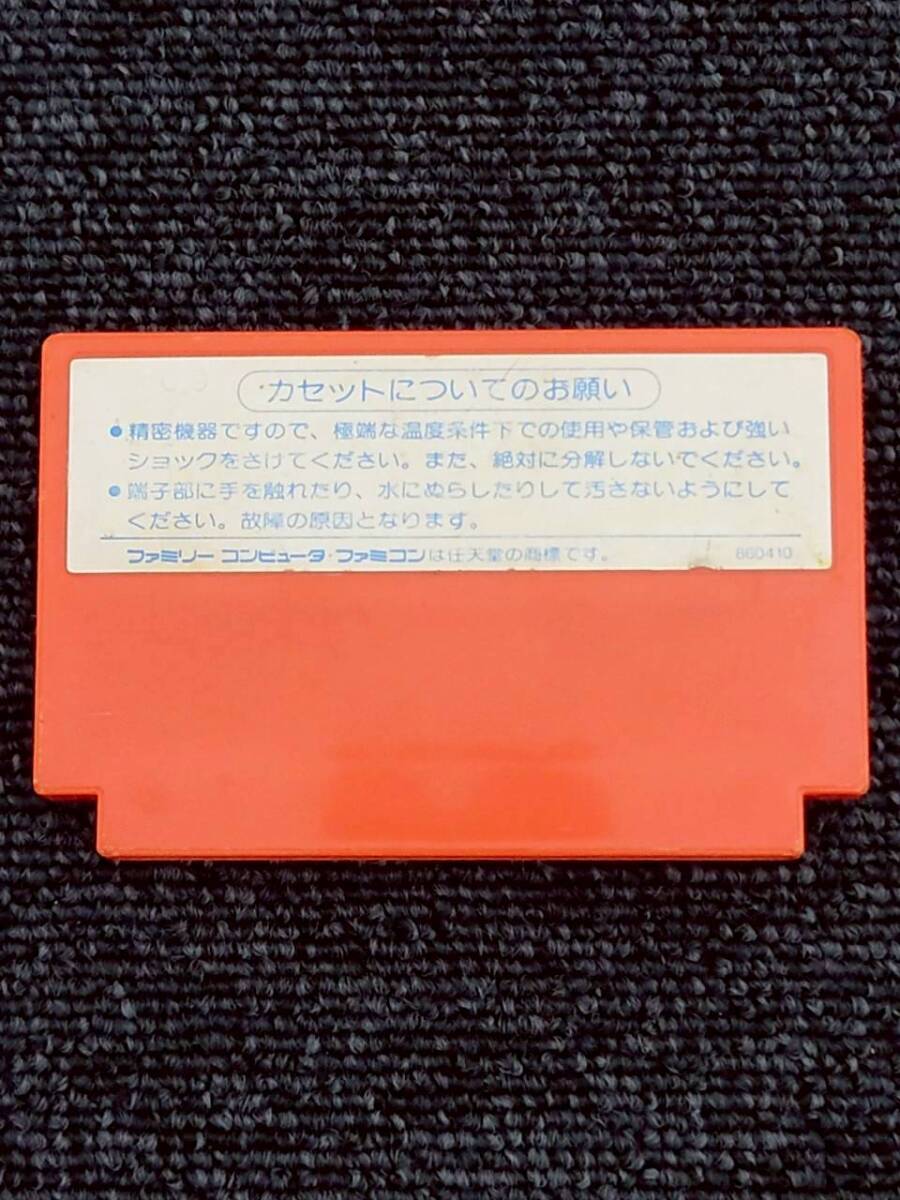 カセットについてのお願い
●精密機器ですので、極端な温度条件下での使用や保管および強い
ショックをさけてください。また、絶対に分解しないでください。
●端子部に手を触れたり、水にぬらしたりして汚さないようにして
ください。故障の原因となります。
ファミリー コンピュータ・ファミコンは任天堂の商標です。 860410